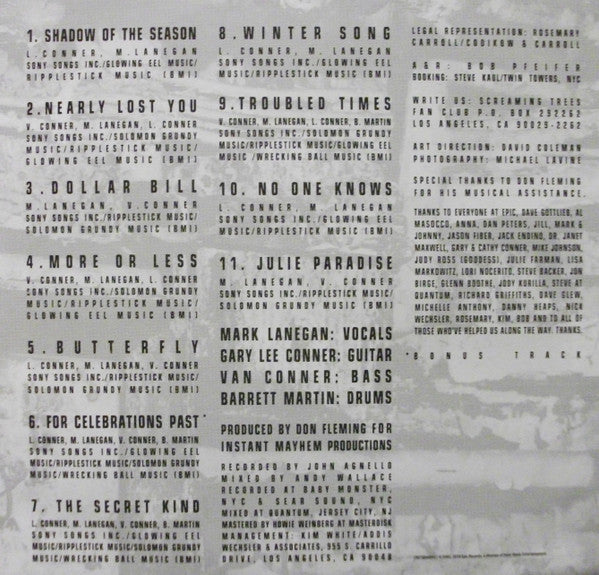 1. SHADOW OF THE SEASON
L. CONNER, M. LANEGAN
SONY SONGS INC./GLOWING EEL
RIPPLESTICK MUSIC (BMI)
2. NEARLY LOST YOU
V. CONNER, M. LANEGAN, L. CONNER
SONY SONGS INC./SOLOMON GRUNDY
MUSIC/RIPPLESTICK MUSIC/
GLOWING EEL MUSIC (BMI)
3. DOLLAR BILL
M. LANEGAN, V. CONNER
SONY SONGS INC./RIPPLESTICK MUSIC/
SOLOMON GRUNDY MUSIC (BMI)
4. MORE OR LESS
V. CONNER, M. LANEGAN, L. CONNER
SONY SONGS INC./SOLOMON GRUNDY
MUSIC/RIPPLESTICK MUSIC/
GLOWING EEL MUSIC (BMI)
5. BUTTERFLY
L. CONNER, M. LANEGAN, V. CONNER
SONY SONGS INC./RIPPLESTICK MUSIC/
SOLOMON GRUNDY MUSIC (BMI)
6. FOR CELEBRATIONS PAST*
L. CONNER, M. LANEGAN, V. CONNER, B. MARTIN
SONY SONGS INC./GLOWING EEL
MUSIC/RIPPLESTICK MUSIC/SOLOMON GRUNDY
MUSIC/WRECKING BALL MUSIC (BMI)
7. THE SECRET KIND
L. CONNER, M. LANEGAN, V. CONNER, B. MARTIN
SONY SONGS INC./GLOWING EEL
MUSIC/RIPPLESTICK MUSIC/SOLOMON GRUNDY
MUSIC/WRECKING BALL MUSIC (BMI)
8. WINTER SONG
L. CONNER, M. LANEGAN
SONY SONGS INC./GLOWING EEL
MUSIC/RIPPLESTICK MUSIC (BMI)
9. TROUBLED TIMES
V. CONNER, M. LANEGAN, L. CONNER, B. MARTIN
SONY SONGS INC./SOLOMON GRUNDY
MUSIC/RIPPLESTICK MUSIC/GLOWING EEL
MUSIC/WRECKING BALL MUSIC (BMI)
10. NO ONE KNOWS
L. CONNER, M. LANEGAN
SONY SONGS INC./GLOWING EEL
MUSIC/RIPPLESTICK MUSIC (BMI)
11. JULIE PARADISE
M. LANEGAN, V. CONNER
SONY SONGS INC./RIPPLESTICK MUSIC/
SOLOMON GRUNDY MUSIC (BMI)
MARK LANEGAN: VOCALS
GARY LEE CONNER: GUITAR
VAN CONNER: BASS
BARRETT MARTIN: DRUMS
PRODUCED BY DON FLEMING FOR
INSTANT MAYHEM PRODUCTIONS
RECORDED BY JOHN AGNELLO
MIXED BY ANDY WALLACE
RECORDED AT BABY MONSTER,
NYC & SEAR SOUND, NYC
MIXED AT QUANTUM, JERSEY CITY, NJ
MASTERED BY HOWIE WEINBERG AT MASTERDISK
MANAGEMENT: KIM WHITE/ADDIS
WECHSLER & ASSOCIATES, 955 S. CARRILLO
DRIVE, LOS ANGELES, CA 90048
LEGAL REPRESENTATION: ROSEMARY
CARROLL/CODIKOW & CARROLL
A&R: BOB PFEIFER
BOOKING: STEVE KAUL/TWIN TOWERS, NYC
WRITE US: SCREAMING TREES
FAN CLUB P.O. BOX 292262
LOS ANGELES, CA 90029-2262
ART DIRECTION: DAVID COLEMAN
PHOTOGRAPHY: MICHAEL LAVINE
SPECIAL THANKS TO DON FLEMING
FOR HIS MUSICAL ASSISTANCE.
THANKS TO EVERYONE AT EPIC, DAVE GOTTLIEB, AL
MASOCCO, ANNA, DAN PETERS, JILL, MARK &
JOHNNY, JASON FIBER, JACK ENDINO, DR. JANET
MAXWELL, GARY & CATHY CONNER, MIKE JOHNSON,
JUDY ROSS (GODDESS), JULIE FARMAN, LISA
MARKOWITZ, LORI NOCERITO, STEVE BACKER, JON
BIRGE, GLENN BOOTHE, JODY KURILLA, STEVE AT
QUANTUM, RICHARD GRIFFITHS, DAVE GLEW,
MICHELLE ANTHONY, DANNY HEAPS, NICK
WECHSLER, ROSEMARY, KIM, BOB AND TO ALL OF
THOSE WHO'VE HELPED US ALONG THE WAY. THANKS.
*BONUS TRACK